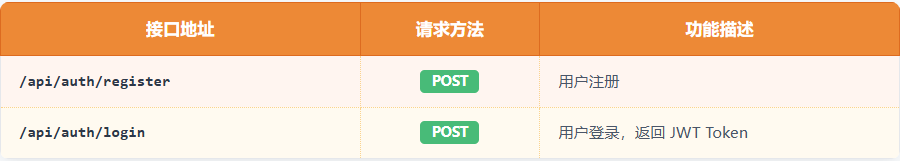 接口地址 请求方法 功能描述
/api/auth/register POST 用户注册
/api/auth/login POST 用户登录，返回 JWT Token